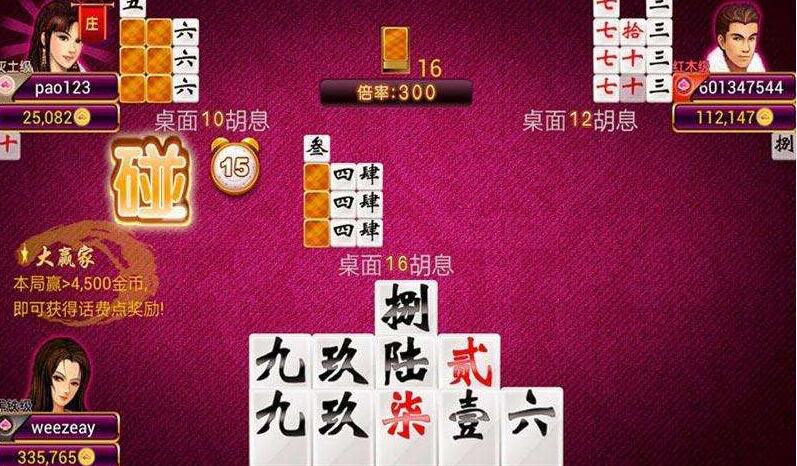 庄
六
六
六
pao123
25,082
桌面10胡息
16
倍率:300
三
七拾三
七十三
七十三
红木级
601347544
112,147
桌面12胡息
十
捌
碰
15
叁
四肆
四肆
四肆
桌面16胡息
大赢家
本局赢>4,500金币,
即可获得话费点奖励!
捌
九玖陆贰
九玖柒壹六
weezeay
335,765